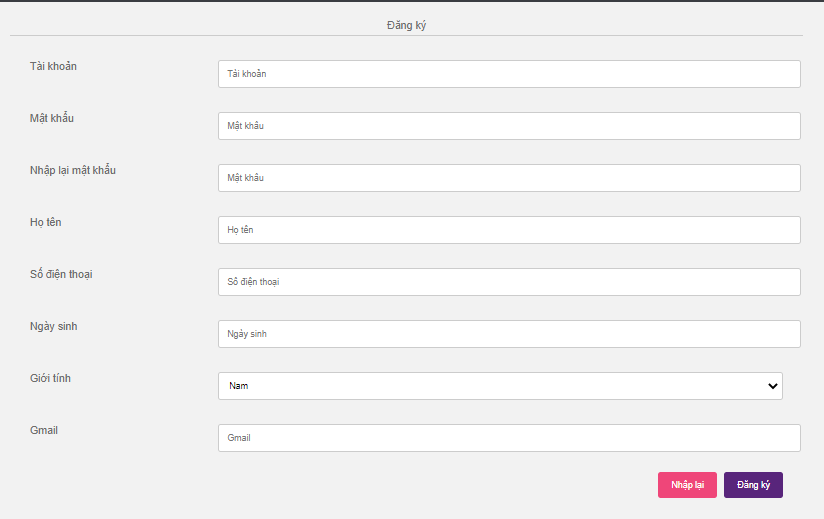 Đăng ký
Tài khoản
Tài khoản
Mật khẩu
Mật khẩu
Nhập lại mật khẩu
Mật khẩu
Họ tên
Họ tên
Số điện thoại
Số điện thoại
Ngày sinh
Ngày sinh
Giới tính
Nam
Gmail
Gmail
Nhập lại Đăng ký